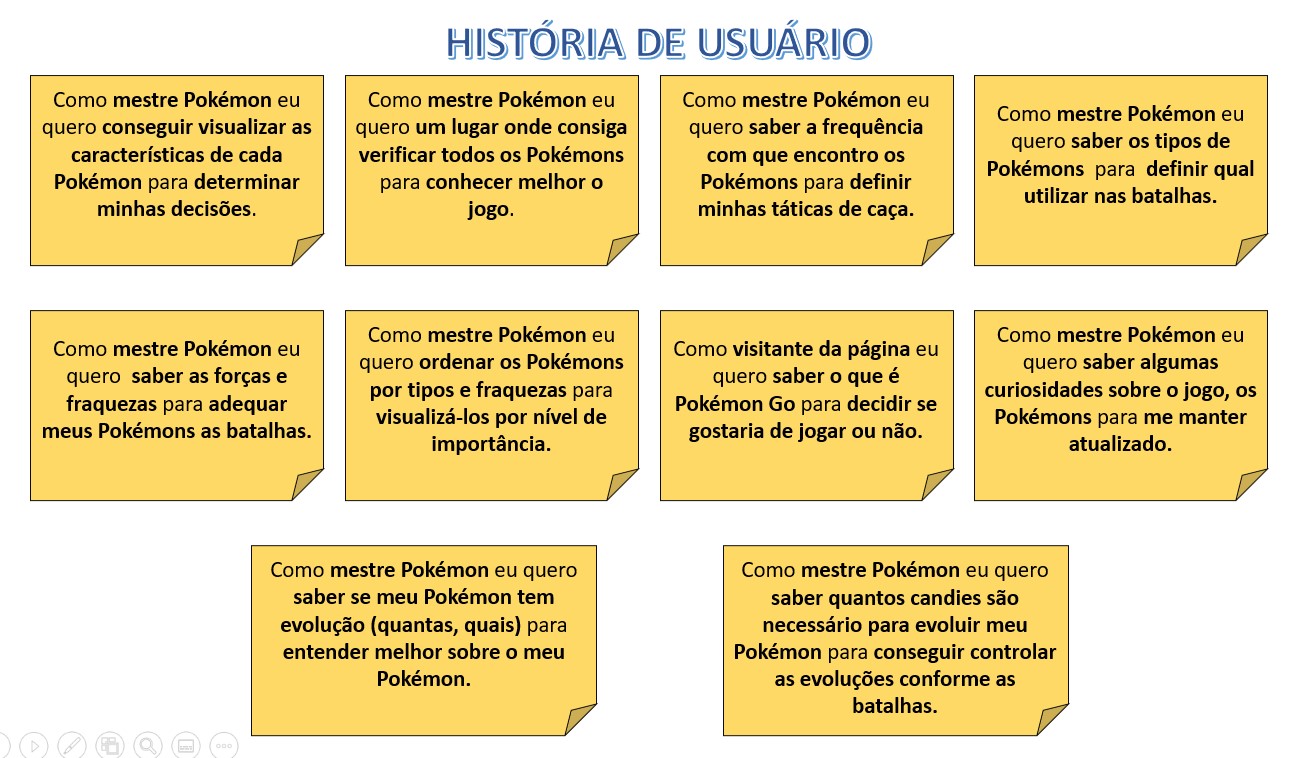 HISTÓRIA DE USUÁRIO
Como mestre Pokémon eu
quero conseguir visualizar as
características de cada
Pokémon para determinar
minhas decisões.
Como mestre Pokémon eu
quero um lugar onde consiga
verificar todos os Pokémons
para conhecer melhor o
jogo.
Como mestre Pokémon eu
quero saber a frequência
com que encontro os
Pokémons para definir
minhas táticas de caça.
Como mestre Pokémon eu
quero saber os tipos de
Pokémons para definir qual
utilizar nas batalhas.
Como mestre Pokémon eu
quero saber as forças e
fraquezas para adequar
meus Pokémons as batalhas.
Como mestre Pokémon eu
quero ordenar os Pokémons
por tipos e fraquezas para
visualizá-los por nível de
importância.
Como visitante da página eu
quero saber o que é
Pokémon Go para decidir se
gostaria de jogar ou não.
Como mestre Pokémon eu
quero saber algumas
curiosidades sobre o jogo, os
Pokémons para me manter
atualizado.
Como mestre Pokémon eu quero
saber se meu Pokémon tem
evolução (quantas, quais) para
entender melhor sobre o meu
Pokémon.
Como mestre Pokémon eu quero
saber quantos candies são
necessário para evoluir meu
Pokémon para conseguir controlar
as evoluções conforme as
batalhas.